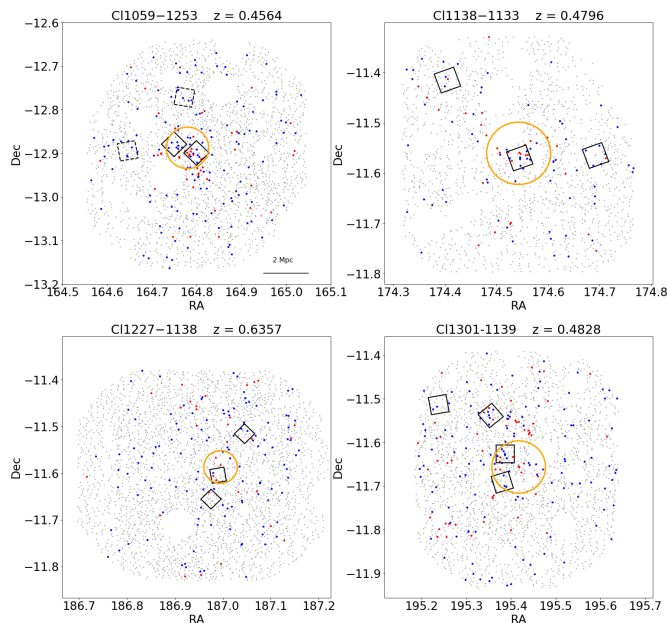 Cl1059−1253 z = 0.4564
Cl1138−1133 z = 0.4796
−12.6
−12.7
−12.8
−12.9
−13.0
−13.1
−13.2
Dec
2 Mpc
164.5 164.6 164.7 164.8 164.9 165.0 165.1
RA
−11.4
−11.5
−11.6
−11.7
−11.8
Dec
174.3 174.4 174.5 174.6 174.7 174.8
RA
Cl1227−1138 z = 0.6357
Cl1301-1139 z = 0.4828
−11.4
−11.5
−11.6
−11.7
−11.8
Dec
186.7 186.8 186.9 187.0 187.1 187.2
RA
−11.4
−11.5
−11.6
−11.7
−11.8
−11.9
Dec
195.2 195.3 195.4 195.5 195.6 195.7
RA